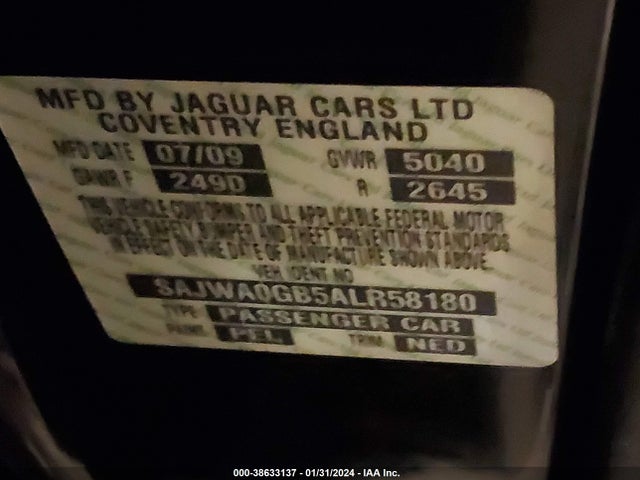 MFD BY JAGUAR CARS LTD
COVENTRY ENGLAND
MFD DATE 07/09 GVWR 5040
GAWR F 2490 R 2645
THIS VEHICLE CONFORMS TO ALL APPLICABLE FEDERAL MOTOR
VEHICLE SAFETY BUMPER AND THEFT PREVENTION STANDARDS
IN EFFECT ON THE DATE OF MANUFACTURE SHOWN ABOVE.
VEH. IDENT NO
SAJWA0GB5ALR58180
TYPE: PASSENGER CAR
PAINT: PEL TRIM: NED
000-38633137 - 01/31/2024 - IAA Inc.